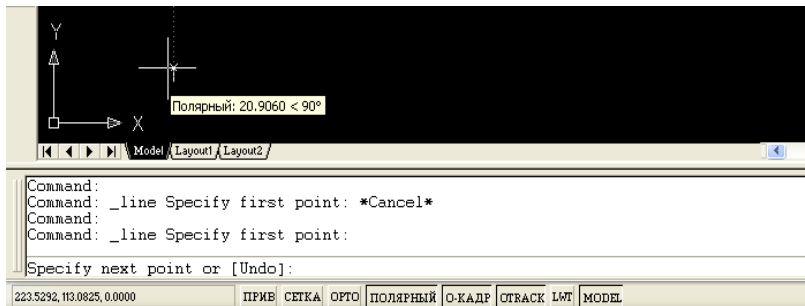 Y
Полярный: 20.9060 < 90°
X
Model Layout1 Layout2
Command:
Command: _line Specify first point: *Cancel*
Command:
Command: _line Specify first point:
Specify next point or [Undo]:
223.5292, 113.0825, 0.0000 ПРИВ СЕТКА ОРТО ПОЛЯРНЫЙ О-КАДР OTRACK LWT MODEL